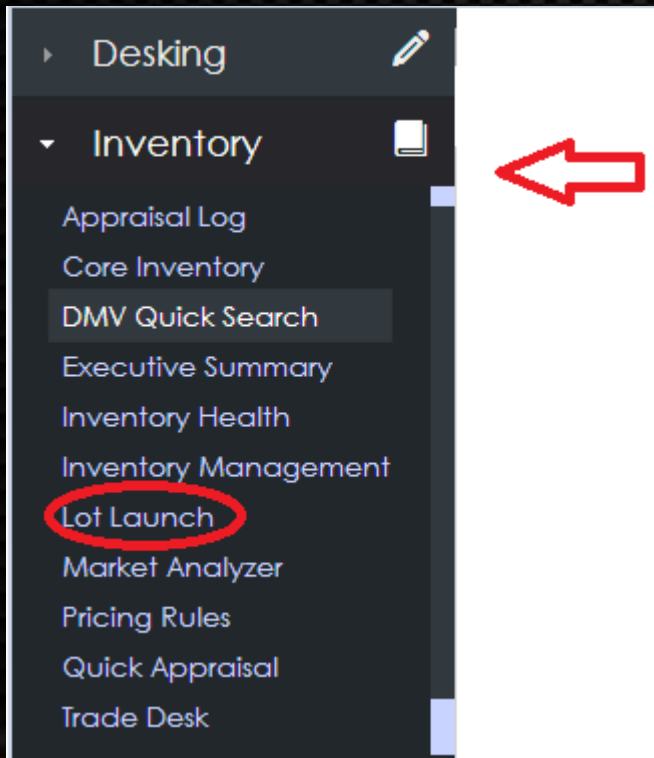 Desking
Inventory
Appraisal Log
Core Inventory
DMV Quick Search
Executive Summary
Inventory Health
Inventory Management
Lot Launch
Market Analyzer
Pricing Rules
Quick Appraisal
Trade Desk